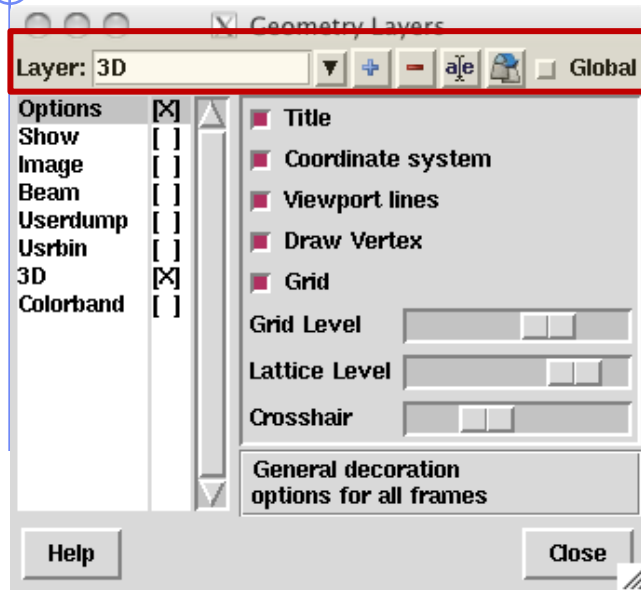 Geometry Layers
Layer: 3D a|e Global
Options [X]
Show [ ]
Image [ ]
Beam [ ]
Userdump [ ]
Usrbin [ ]
3D [X]
Colorband [ ]
Title
Coordinate system
Viewport lines
Draw Vertex
Grid
Grid Level
Lattice Level
Crosshair
General decoration
options for all frames
Help Close